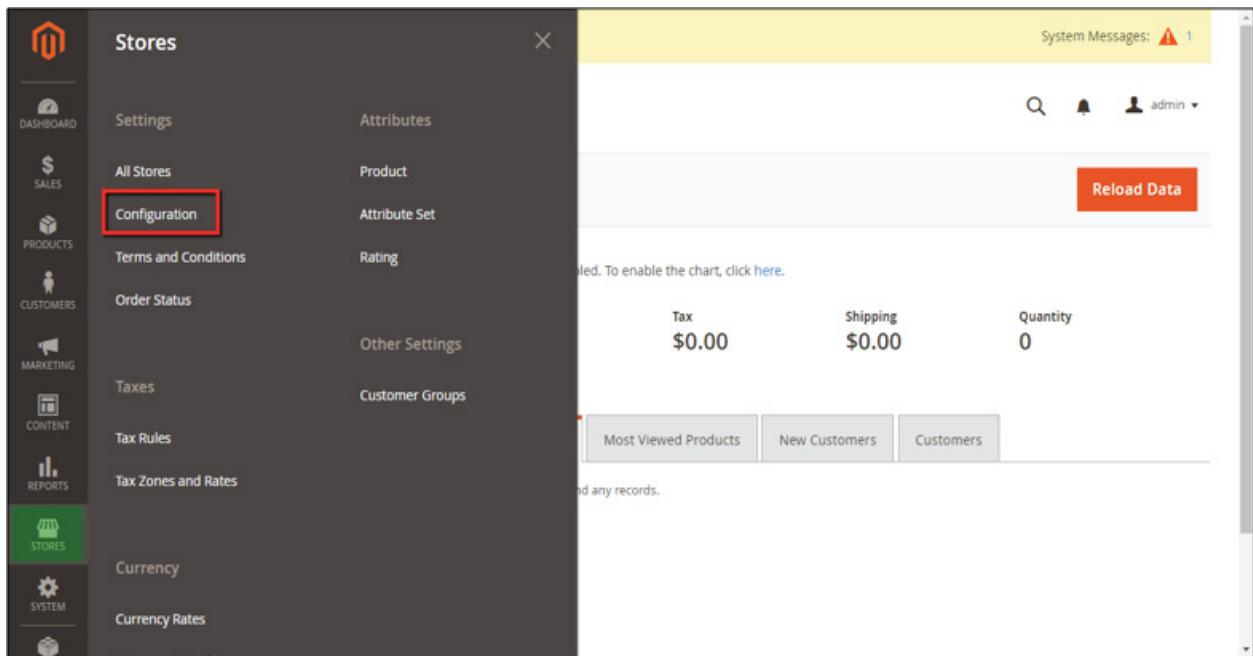 Stores
System Messages: 1
admin
DASHBOARD
Settings
Attributes
SALES
All Stores
Product
Reload Data
Configuration
Attribute Set
PRODUCTS
Terms and Conditions
Rating
To enable the chart, click here.
CUSTOMERS
Order Status
Tax
Shipping
Quantity
$0.00
$0.00
0
MARKETING
Other Settings
Taxes
Customer Groups
CONTENT
Tax Rules
Most Viewed Products
New Customers
Customers
REPORTS
Tax Zones and Rates
any records.
STORES
Currency
SYSTEM
Currency Rates